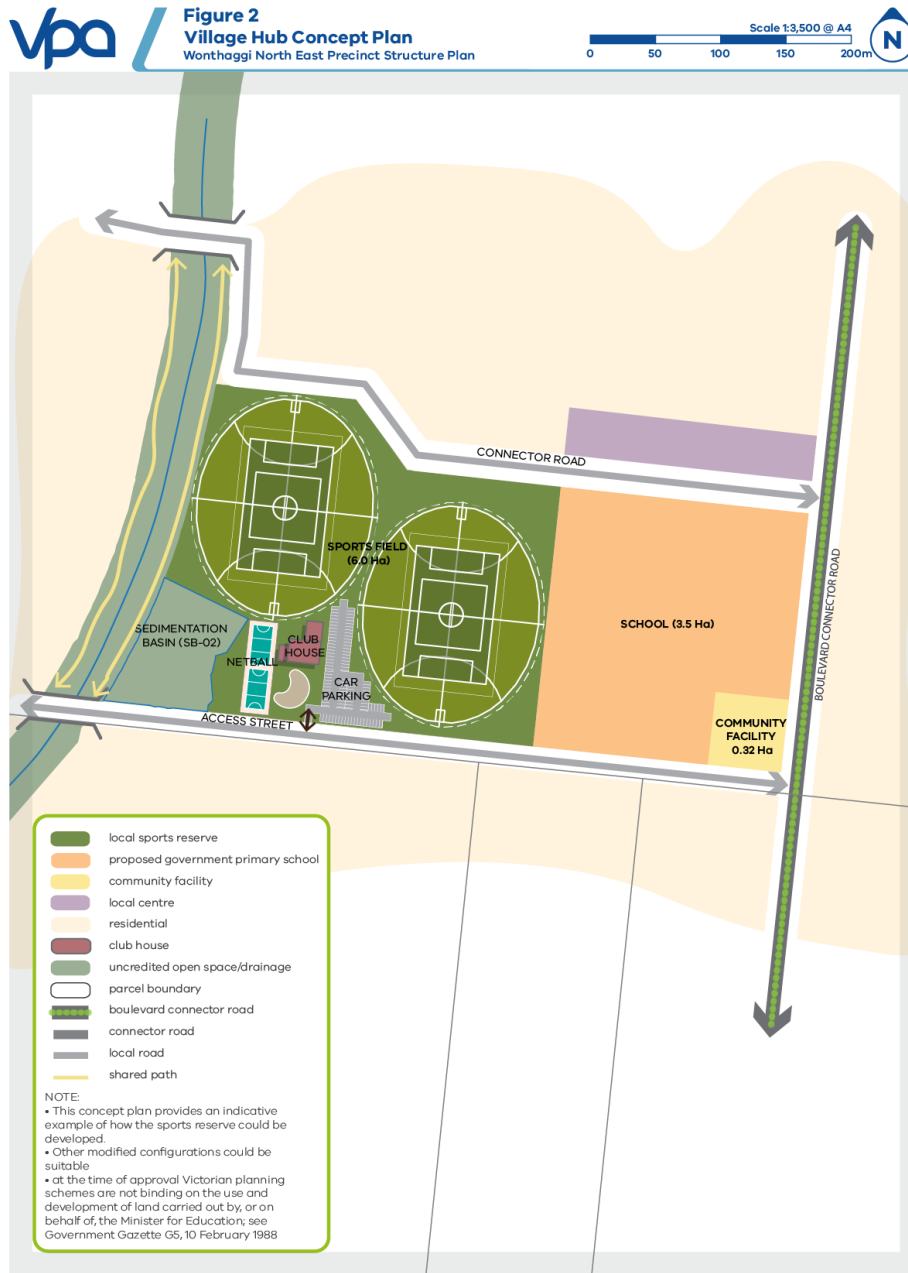 vpa
Figure 2
Village Hub Concept Plan
Wonthaggi North East Precinct Structure Plan
Scale 1:3,500 @ A4
0 50 100 150 200m
N
CONNECTOR ROAD
SPORTS FIELD
(6.0 Ha)
SEDIMENTATION
BASIN (SB-02)
NETBALL
CLUB
HOUSE
CAR
PARKING
ACCESS STREET
SCHOOL (3.5 Ha)
BOULEVARD CONNECTOR ROAD
COMMUNITY
FACILITY
0.32 Ha
local sports reserve
proposed government primary school
community facility
local centre
residential
club house
uncredited open space/drainage
parcel boundary
boulevard connector road
connector road
local road
shared path
NOTE:
• This concept plan provides an indicative
example of how the sports reserve could be
developed.
• Other modified configurations could be
suitable
• at the time of approval Victorian planning
schemes are not binding on the use and
development of land carried out by, or on
behalf of, the Minister for Education; see
Government Gazette G5, 10 February 1988